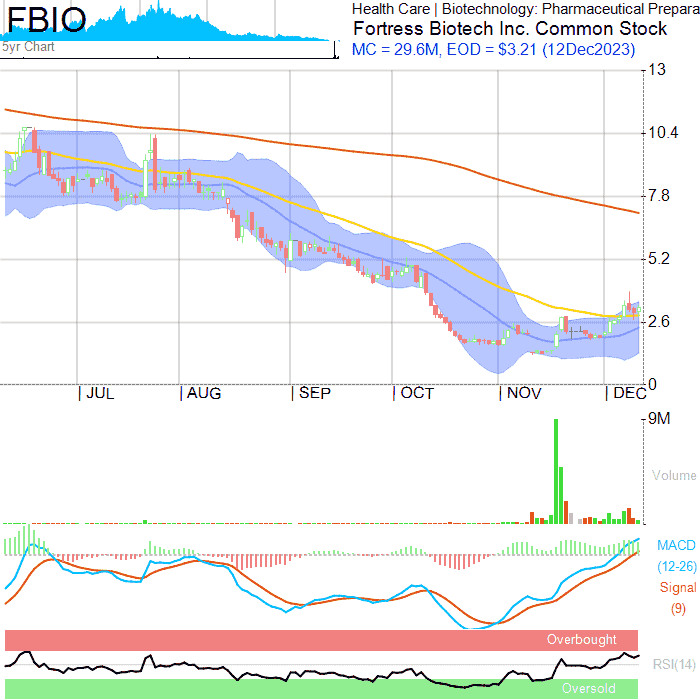 FBIO
5yr Chart
Health Care | Biotechnology: Pharmaceutical Prepara
Fortress Biotech Inc. Common Stock
MC = 29.6M, EOD = $3.21 (12Dec2023)
13
10.4
7.8
5.2
2.6
0
| JUL | AUG | SEP | OCT | NOV | DEC
9M
Volume
MACD
(12-26)
Signal
(9)
Overbought
RSI(14)
Oversold